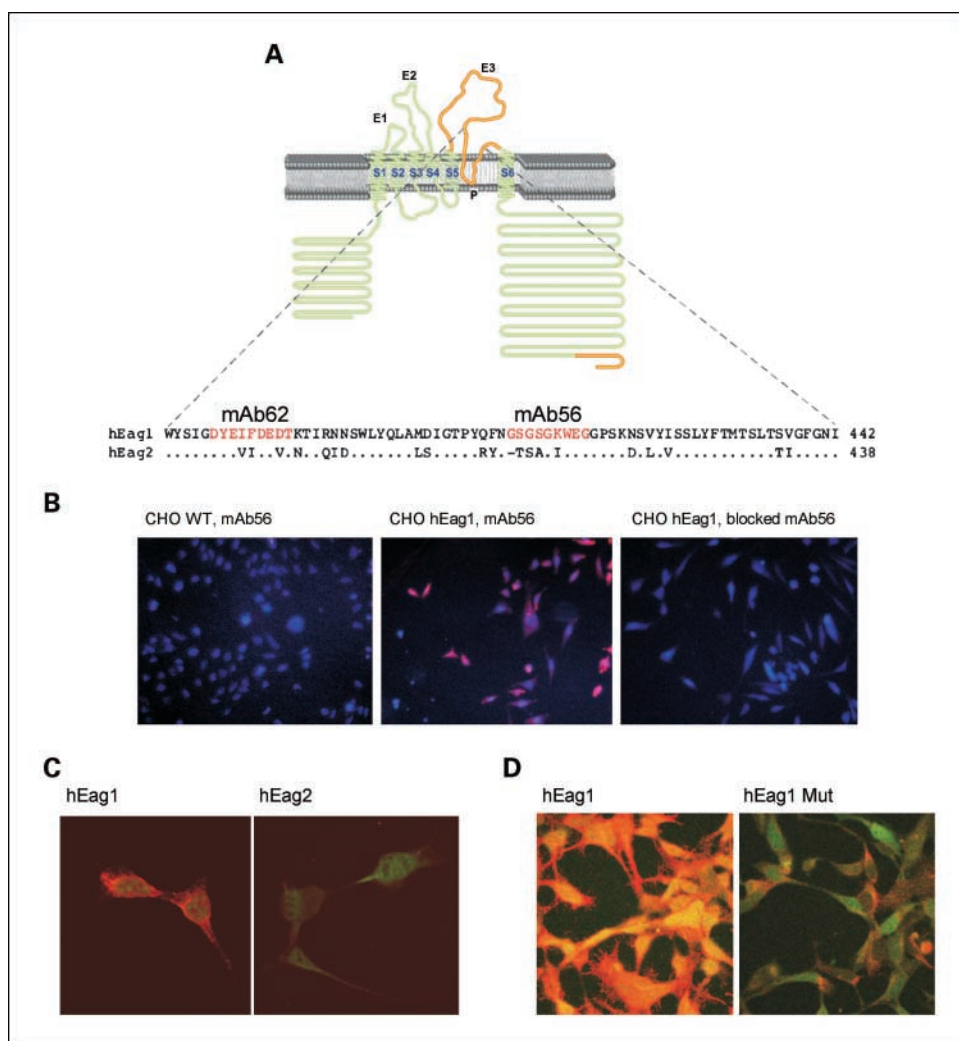 A
E3
E2
E1
S1 S2 S3 S4 S5 S6
P
mAb62 mAb56
hEag1 WYSIGDYEIFDEDTKTIRNNSWLYQLAMDIGTPYQFNGSGSGKWEGGPSKNSVYISSLYFTMTSLTSVGFGNI 442
hEag2 ........VI..V.N..QID.......LS.....RY.-TSA.I.......D.L.V...........TI..... 438
B
CHO WT, mAb56 CHO hEag1, mAb56 CHO hEag1, blocked mAb56
C D
hEag1 hEag2 hEag1 hEag1 Mut